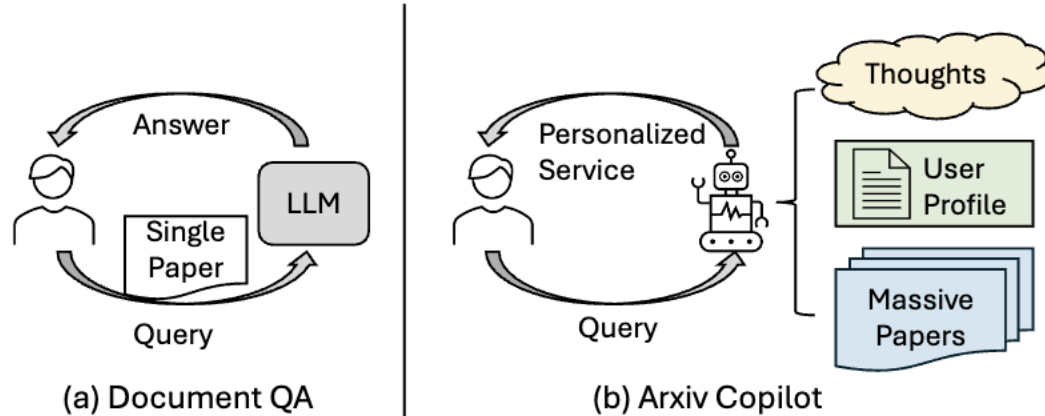 Answer
LLM
Single
Paper
Query
(a) Document QA
Personalized
Service
Query
Thoughts
User
Profile
Massive
Papers
(b) Arxiv Copilot